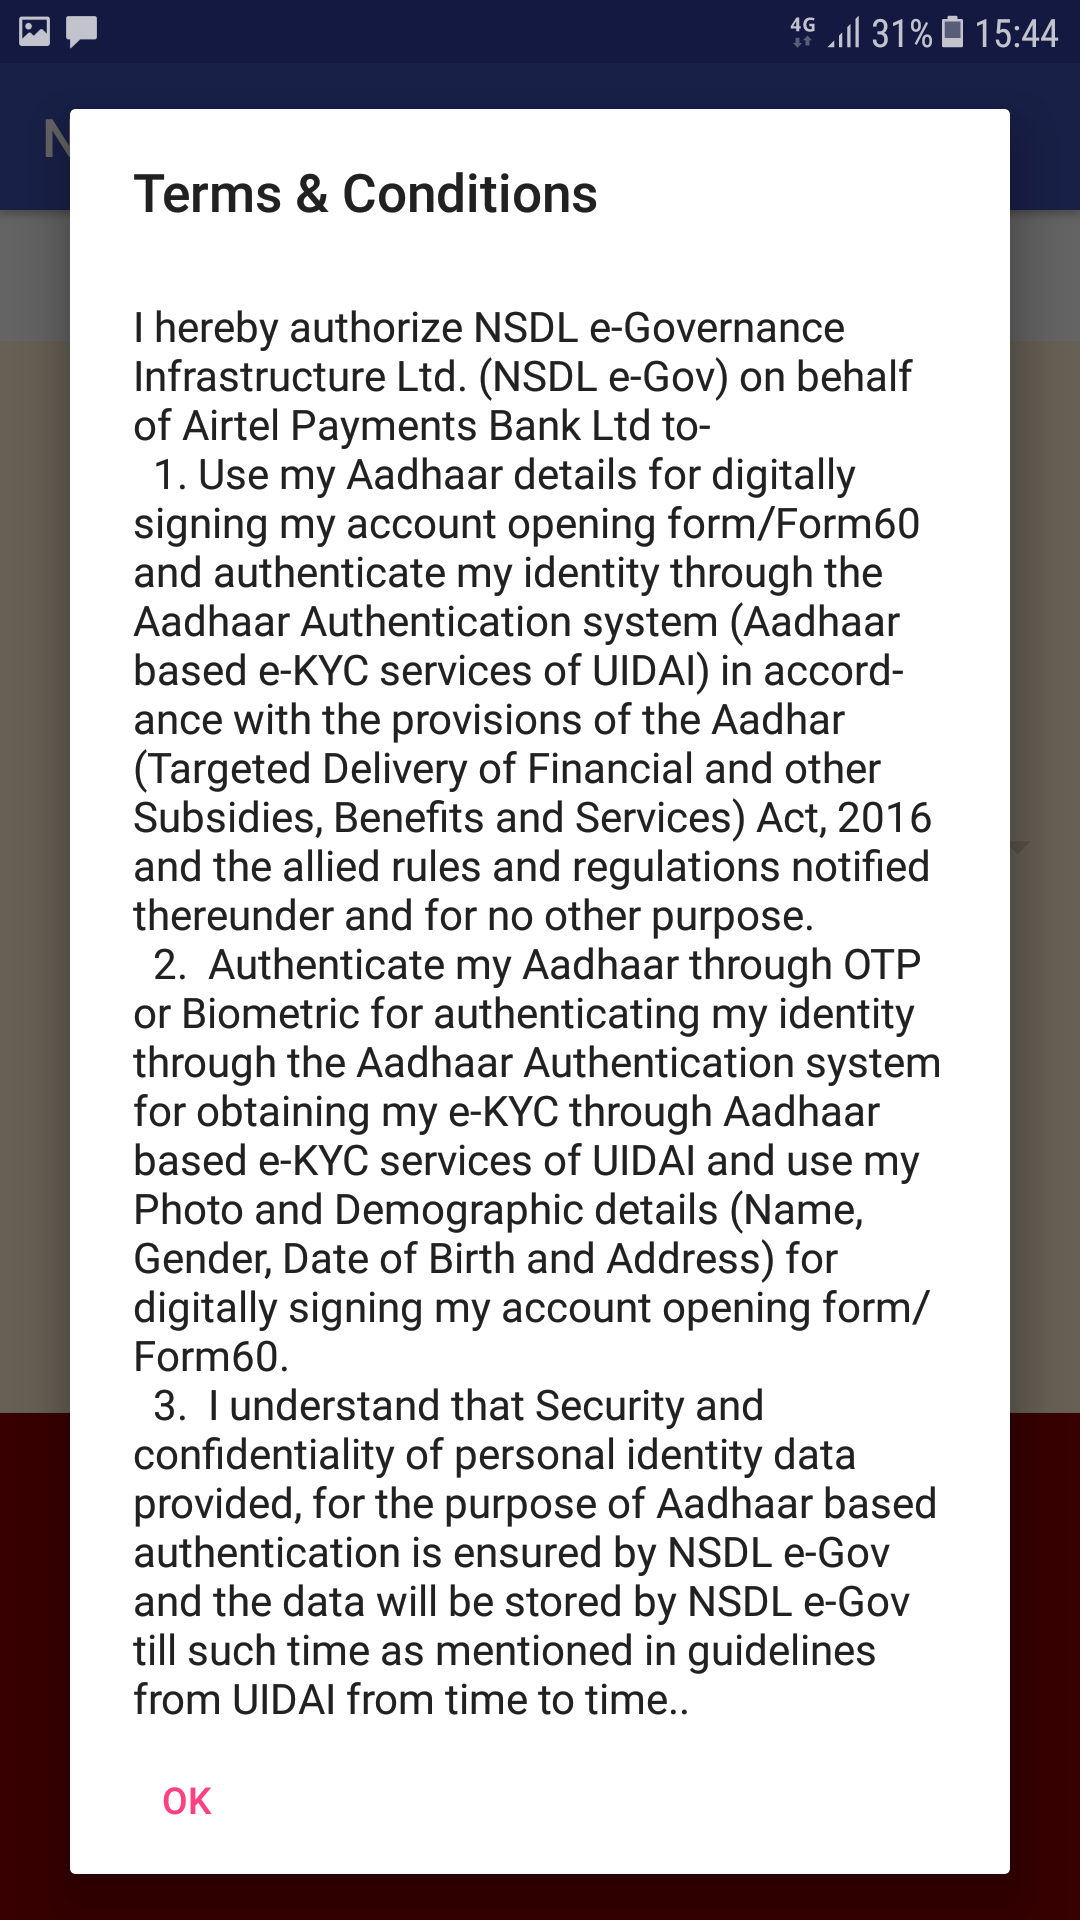 4G 31% 15:44
N
Terms & Conditions
I hereby authorize NSDL e-Governance
Infrastructure Ltd. (NSDL e-Gov) on behalf
of Airtel Payments Bank Ltd to-
1. Use my Aadhaar details for digitally
signing my account opening form/Form60
and authenticate my identity through the
Aadhaar Authentication system (Aadhaar
based e-KYC services of UIDAI) in accord-
ance with the provisions of the Aadhar
(Targeted Delivery of Financial and other
Subsidies, Benefits and Services) Act, 2016
and the allied rules and regulations notified
thereunder and for no other purpose.
2. Authenticate my Aadhaar through OTP
or Biometric for authenticating my identity
through the Aadhaar Authentication system
for obtaining my e-KYC through Aadhaar
based e-KYC services of UIDAI and use my
Photo and Demographic details (Name,
Gender, Date of Birth and Address) for
digitally signing my account opening form/
Form60.
3. I understand that Security and
confidentiality of personal identity data
provided, for the purpose of Aadhaar based
authentication is ensured by NSDL e-Gov
and the data will be stored by NSDL e-Gov
till such time as mentioned in guidelines
from UIDAI from time to time..
OK